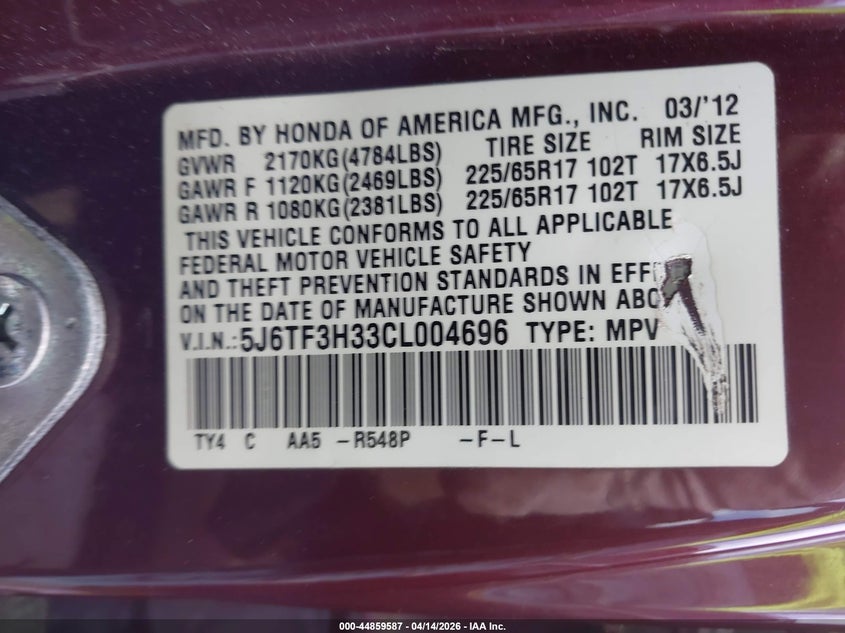 MFD. BY HONDA OF AMERICA MFG., INC. 03/'12
GVWR 2170KG(4784LBS) TIRE SIZE RIM SIZE
GAWR F 1120KG(2469LBS) 225/65R17 102T 17X6.5J
GAWR R 1080KG(2381LBS) 225/65R17 102T 17X6.5J
THIS VEHICLE CONFORMS TO ALL APPLICABLE
FEDERAL MOTOR VEHICLE SAFETY
AND THEFT PREVENTION STANDARDS IN
ON THE DATE OF MANUFACTURE SHOWN
V.I.N.:5J6TF3H33CL004696 TYPE: MPV
TY4 C AA5 -R548P -F-L
000-44859587 - 04/14/2026 - IAA Inc.